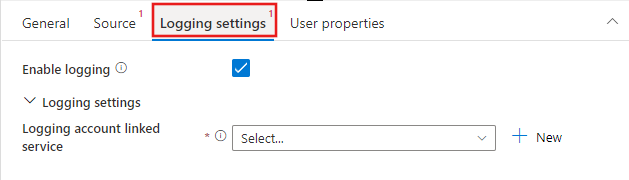 General Source 1 Logging settings 1 User properties
Enable logging
Logging settings
Logging account linked service * Select... New